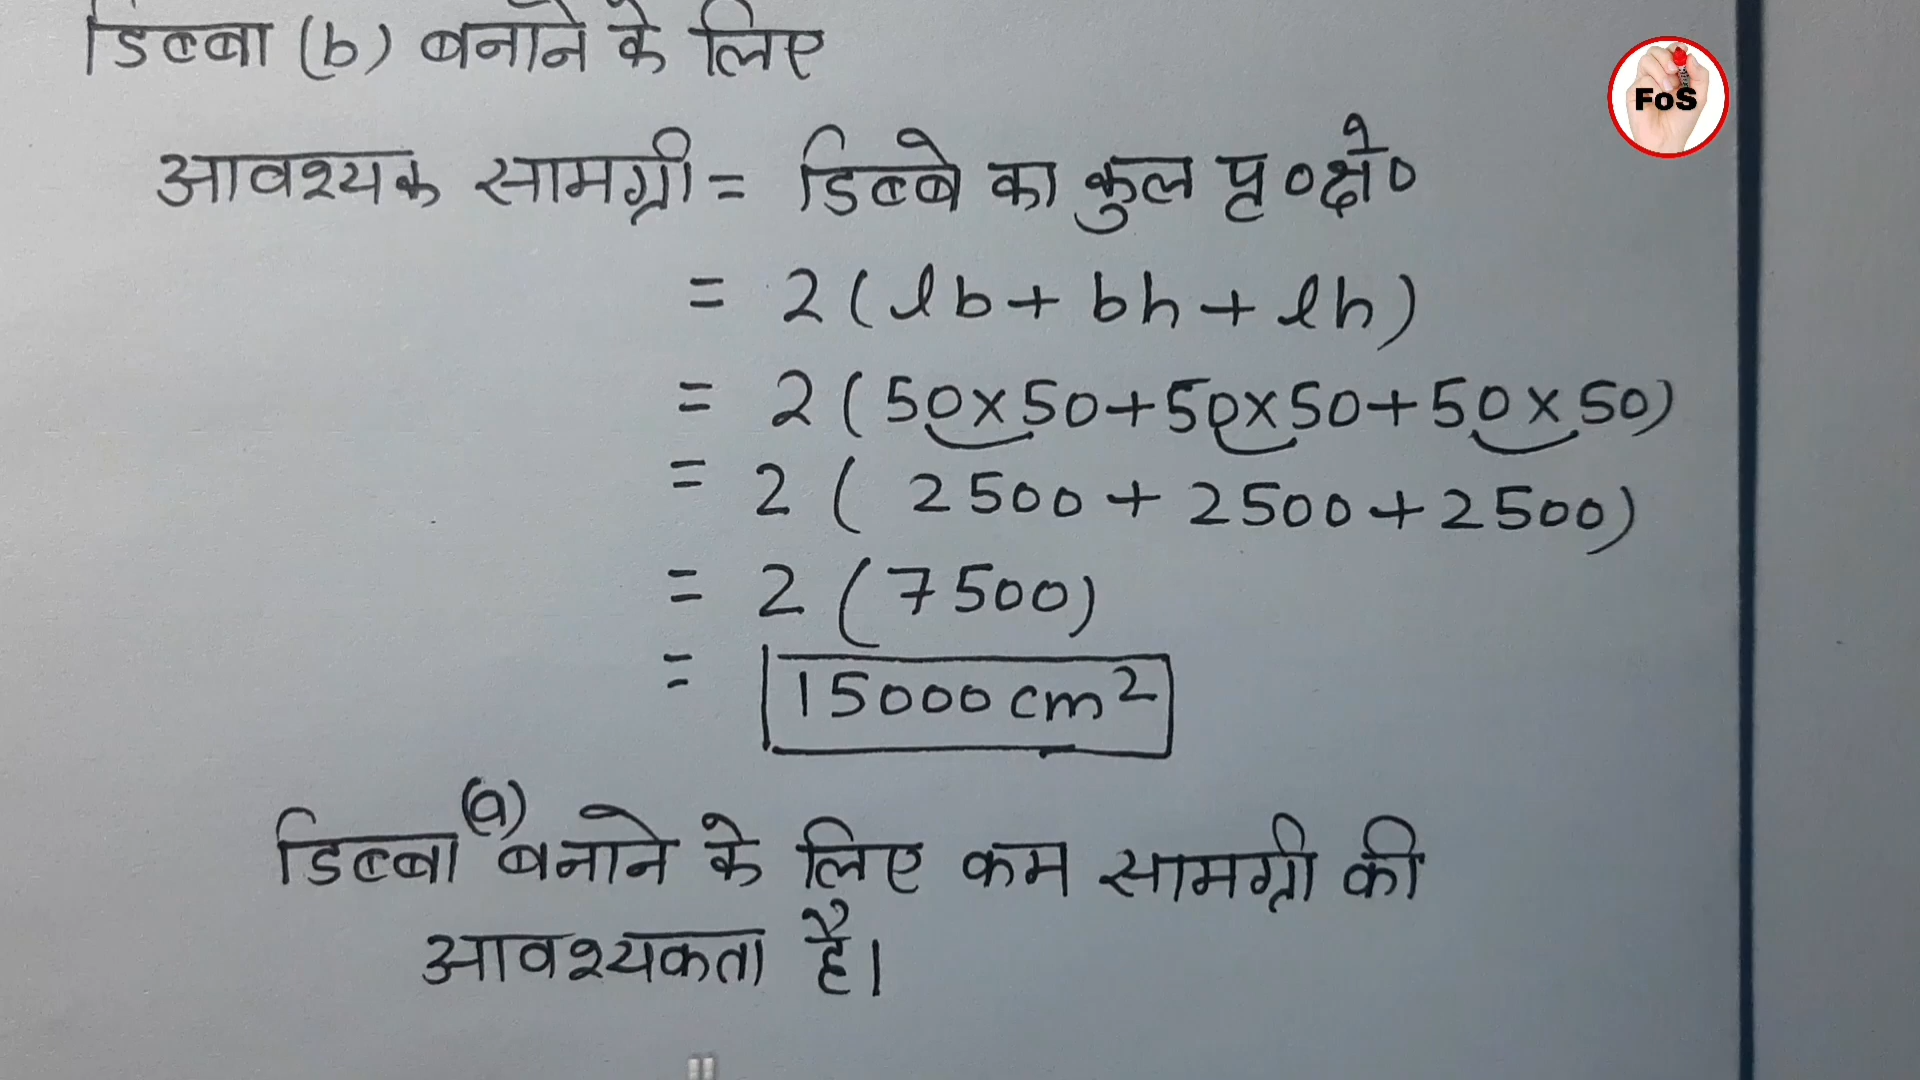 डिब्बा (b) बनाने के लिए
FoS
आवश्यक सामग्री = डिब्बे का कुल पृ०क्षे०
= 2(lb + bh + lh)
= 2(50×50+50×50+50×50)
= 2( 2500 + 2500 + 2500)
= 2(7500)
= 15000 cm²
(a)
डिब्बा बनाने के लिए कम सामग्री की
आवश्यकता है।